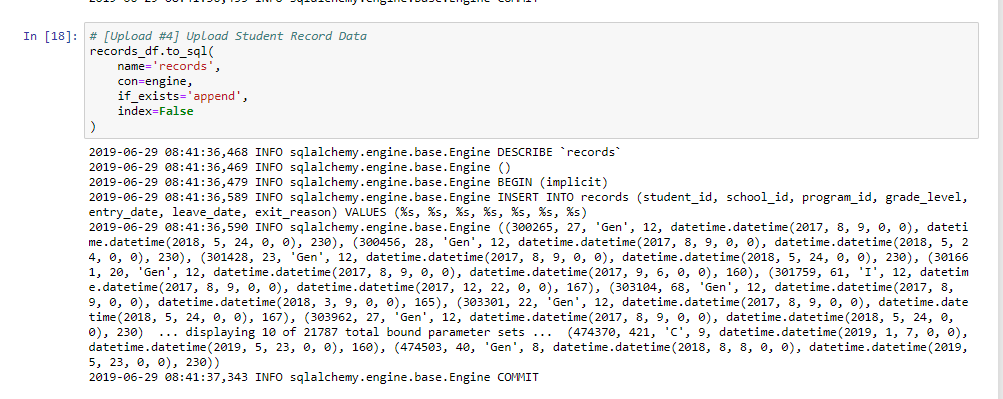 2019-06-29 08:41:36,455 INFO sqlalchemy.engine.base.Engine COMMIT
In [18]: # [Upload #4] Upload Student Record Data
records_df.to_sql(
    name='records',
    con=engine,
    if_exists='append',
    index=False
)
2019-06-29 08:41:36,468 INFO sqlalchemy.engine.base.Engine DESCRIBE `records`
2019-06-29 08:41:36,469 INFO sqlalchemy.engine.base.Engine ()
2019-06-29 08:41:36,479 INFO sqlalchemy.engine.base.Engine BEGIN (implicit)
2019-06-29 08:41:36,589 INFO sqlalchemy.engine.base.Engine INSERT INTO records (student_id, school_id, program_id, grade_level,
entry_date, leave_date, exit_reason) VALUES (%s, %s, %s, %s, %s, %s, %s)
2019-06-29 08:41:36,590 INFO sqlalchemy.engine.base.Engine ((300265, 27, 'Gen', 12, datetime.datetime(2017, 8, 9, 0, 0), dateti
me.datetime(2018, 5, 24, 0, 0), 230), (300456, 28, 'Gen', 12, datetime.datetime(2017, 8, 9, 0, 0), datetime.datetime(2018, 5, 2
4, 0, 0), 230), (301428, 23, 'Gen', 12, datetime.datetime(2017, 8, 9, 0, 0), datetime.datetime(2018, 5, 24, 0, 0), 230), (30166
1, 20, 'Gen', 12, datetime.datetime(2017, 8, 9, 0, 0), datetime.datetime(2017, 9, 6, 0, 0), 160), (301759, 61, 'I', 12, datetim
e.datetime(2017, 8, 9, 0, 0), datetime.datetime(2017, 12, 22, 0, 0), 167), (303104, 68, 'Gen', 12, datetime.datetime(2017, 8,
9, 0, 0), datetime.datetime(2018, 3, 9, 0, 0), 165), (303301, 22, 'Gen', 12, datetime.datetime(2017, 8, 9, 0, 0), datetime.date
time(2018, 5, 24, 0, 0), 167), (303962, 27, 'Gen', 12, datetime.datetime(2017, 8, 9, 0, 0), datetime.datetime(2018, 5, 24, 0,
0), 230)  ... displaying 10 of 21787 total bound parameter sets ...  (474370, 421, 'C', 9, datetime.datetime(2019, 1, 7, 0, 0),
datetime.datetime(2019, 5, 23, 0, 0), 160), (474503, 40, 'Gen', 8, datetime.datetime(2018, 8, 8, 0, 0), datetime.datetime(2019,
5, 23, 0, 0), 230))
2019-06-29 08:41:37,343 INFO sqlalchemy.engine.base.Engine COMMIT